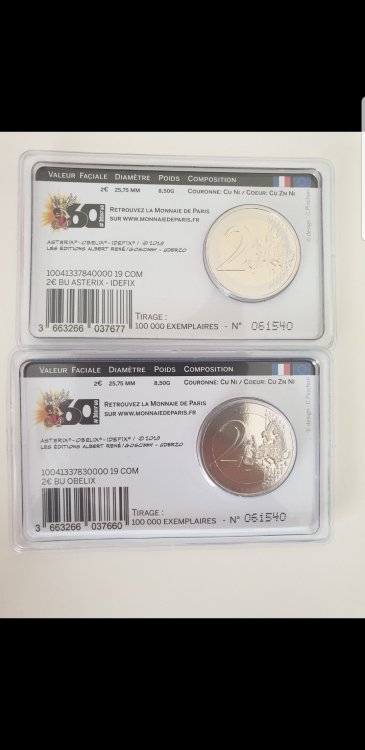 VALEUR FACIALE DIAMÈTRE POIDS COMPOSITION
2€ 25,75 MM 8,50G COURONNE: CU NI / COEUR: CU ZN NI
60
RETROUVEZ LA MONNAIE DE PARIS
SUR WWW.MONNAIEDEPARIS.FR
ASTERIX®-OBELIX®-IDEFIX® / © 2019
LES ÉDITIONS ALBERT RENÉ/GOSCINNY - UDERZO
2
10041337840000 19 COM
2€ BU ASTERIX - IDEFIX
3 663266 037677
TIRAGE :
100 000 EXEMPLAIRES - N° 061540
VALEUR FACIALE DIAMÈTRE POIDS COMPOSITION
2€ 25,75 MM 8,50G COURONNE: CU NI / COEUR: CU ZN NI
60
RETROUVEZ LA MONNAIE DE PARIS
SUR WWW.MONNAIEDEPARIS.FR
ASTERIX®-OBELIX®-IDEFIX® / © 2019
LES ÉDITIONS ALBERT RENÉ/GOSCINNY - UDERZO
2
10041337830000 19 COM
2€ BU OBELIX
3 663266 037660
TIRAGE :
100 000 EXEMPLAIRES - N° 061540